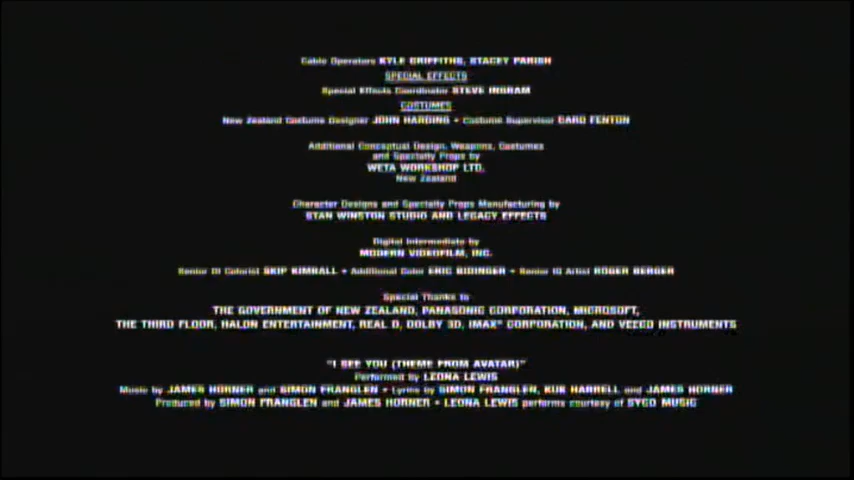 Cable Operators KYLE GRIFFITHS, STACEY PARISH
SPECIAL EFFECTS
Special Effects Coordinator STEVE INGRAM
COSTUMES
New Zealand Costume Designer JOHN HARDING • Costume Supervisor CARO FENTON
Additional Conceptual Design, Weapons, Costumes
and Specialty Props by
WETA WORKSHOP LTD.
New Zealand
Character Designs and Specialty Props Manufacturing by
STAN WINSTON STUDIO AND LEGACY EFFECTS
Digital Intermediate by
MODERN VIDEOFILM, INC.
Senior DI Colorist SKIP KIMBALL • Additional Color ERIC BIDINGER • Senior IQ Artist ROGER BERGER
Special Thanks to
THE GOVERNMENT OF NEW ZEALAND, PANASONIC CORPORATION, MICROSOFT,
THE THIRD FLOOR, HALON ENTERTAINMENT, REAL D, DOLBY 3D, IMAX® CORPORATION, AND VEECO INSTRUMENTS
"I SEE YOU (THEME FROM AVATAR)"
Performed by LEONA LEWIS
Music by JAMES HORNER and SIMON FRANGLEN • Lyrics by SIMON FRANGLEN, KUK HARRELL and JAMES HORNER
Produced by SIMON FRANGLEN and JAMES HORNER • LEONA LEWIS performs courtesy of SYCO MUSIC